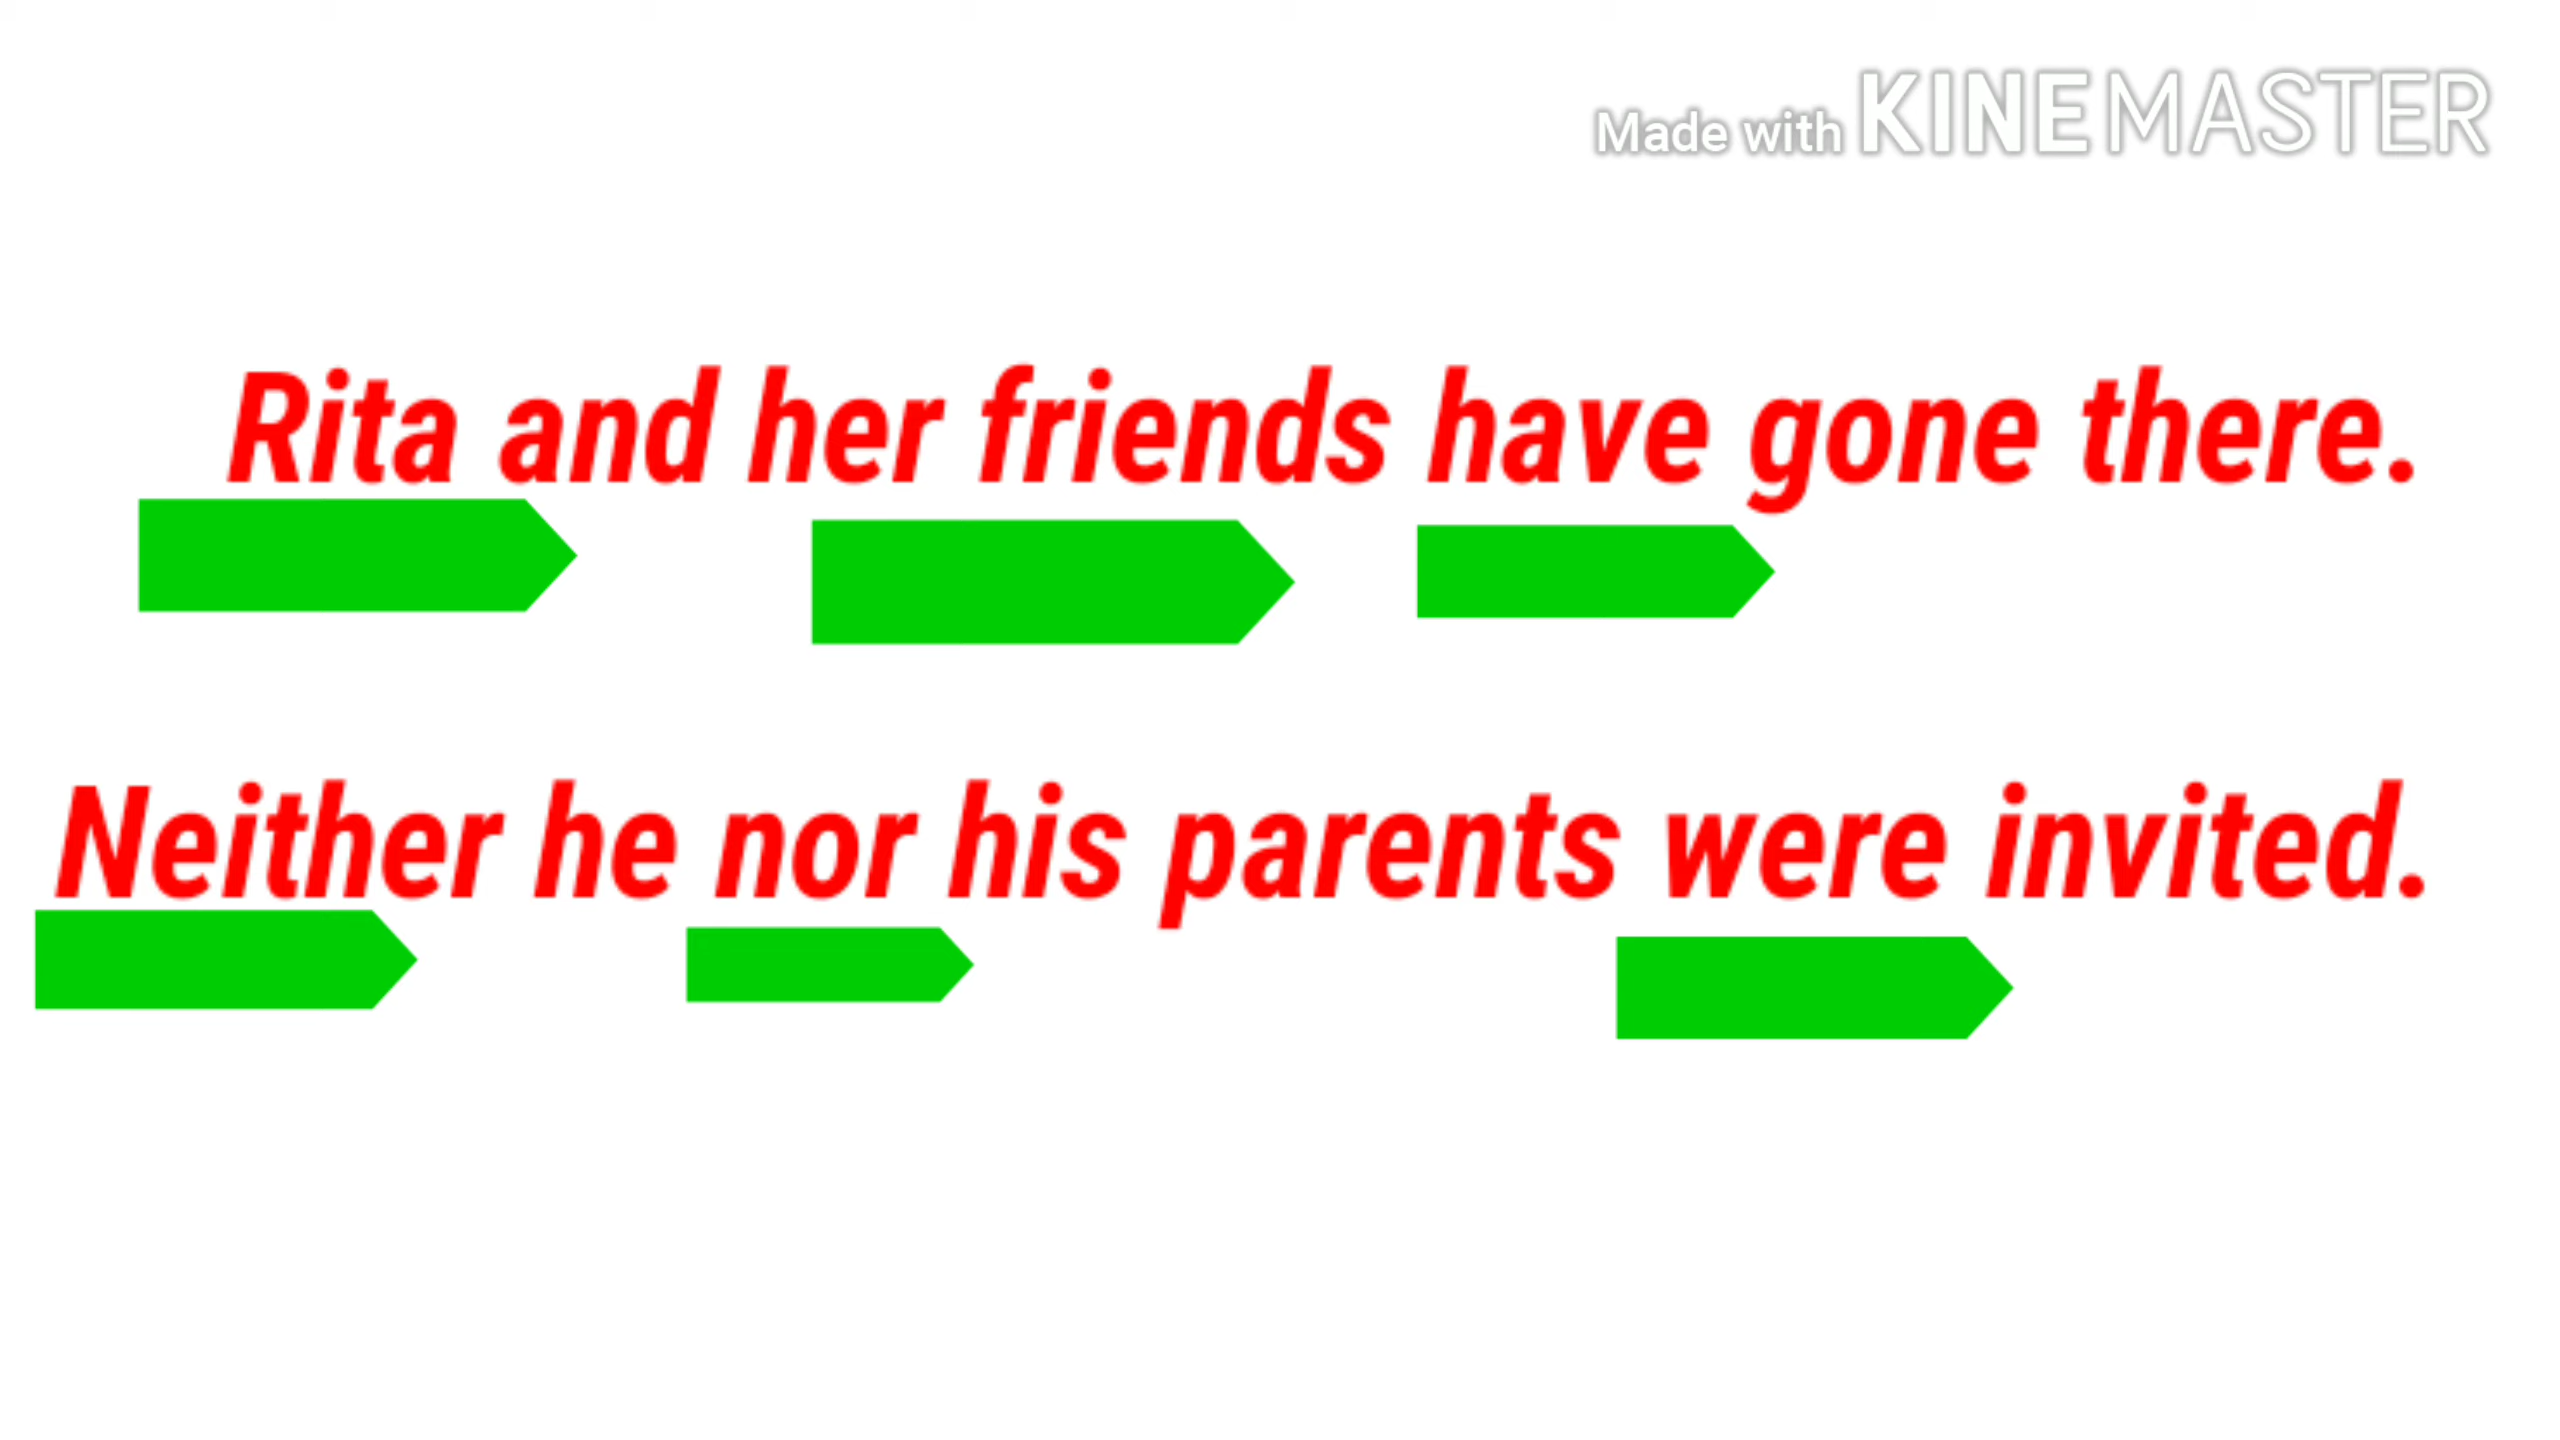 Made with KINEMASTER
Rita and her friends have gone there.
Neither he nor his parents were invited.